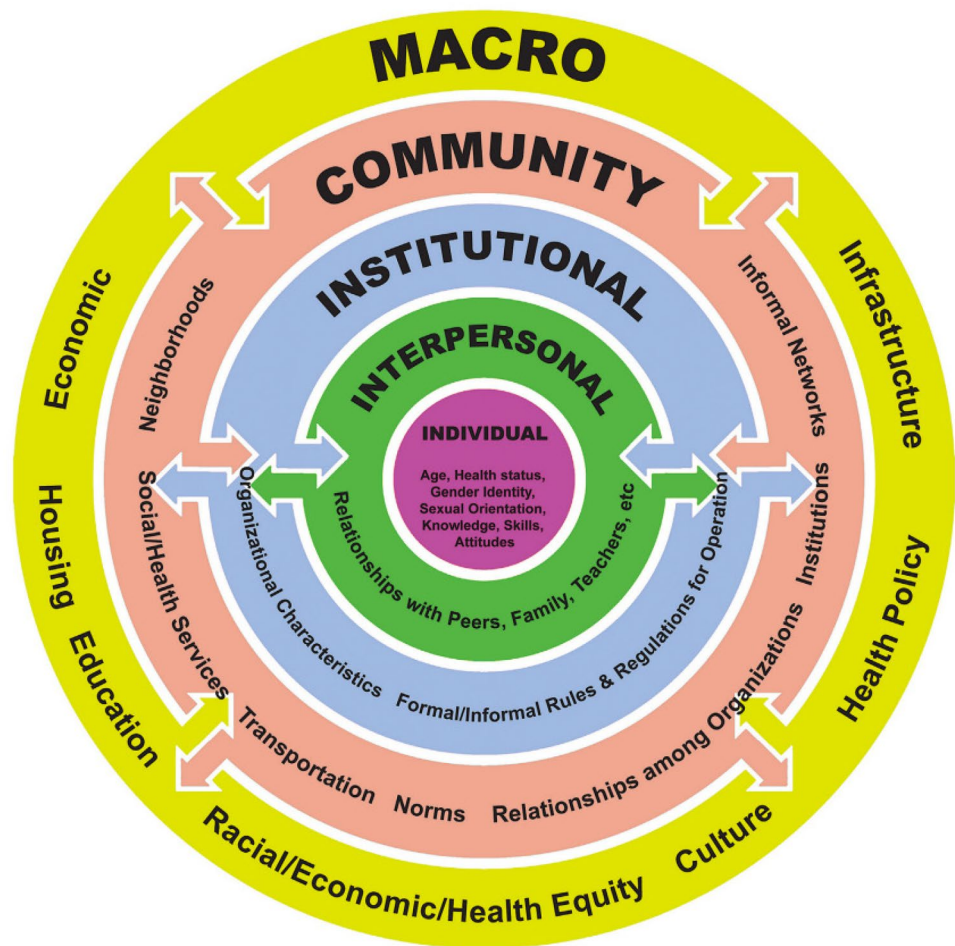 MACRO
Economic
Housing
Education
Racial/Economic/Health Equity
Culture
Health Policy
Infrastructure
COMMUNITY
Neighborhoods
Social/Health Services
Transportation
Norms
Relationships among Organizations
Institutions
Informal Networks
INSTITUTIONAL
Organizational Characteristics
Formal/Informal Rules & Regulations for Operation
INTERPERSONAL
Relationships with Peers, Family, Teachers, etc
INDIVIDUAL
Age, Health status,
Gender Identity,
Sexual Orientation,
Knowledge, Skills,
Attitudes